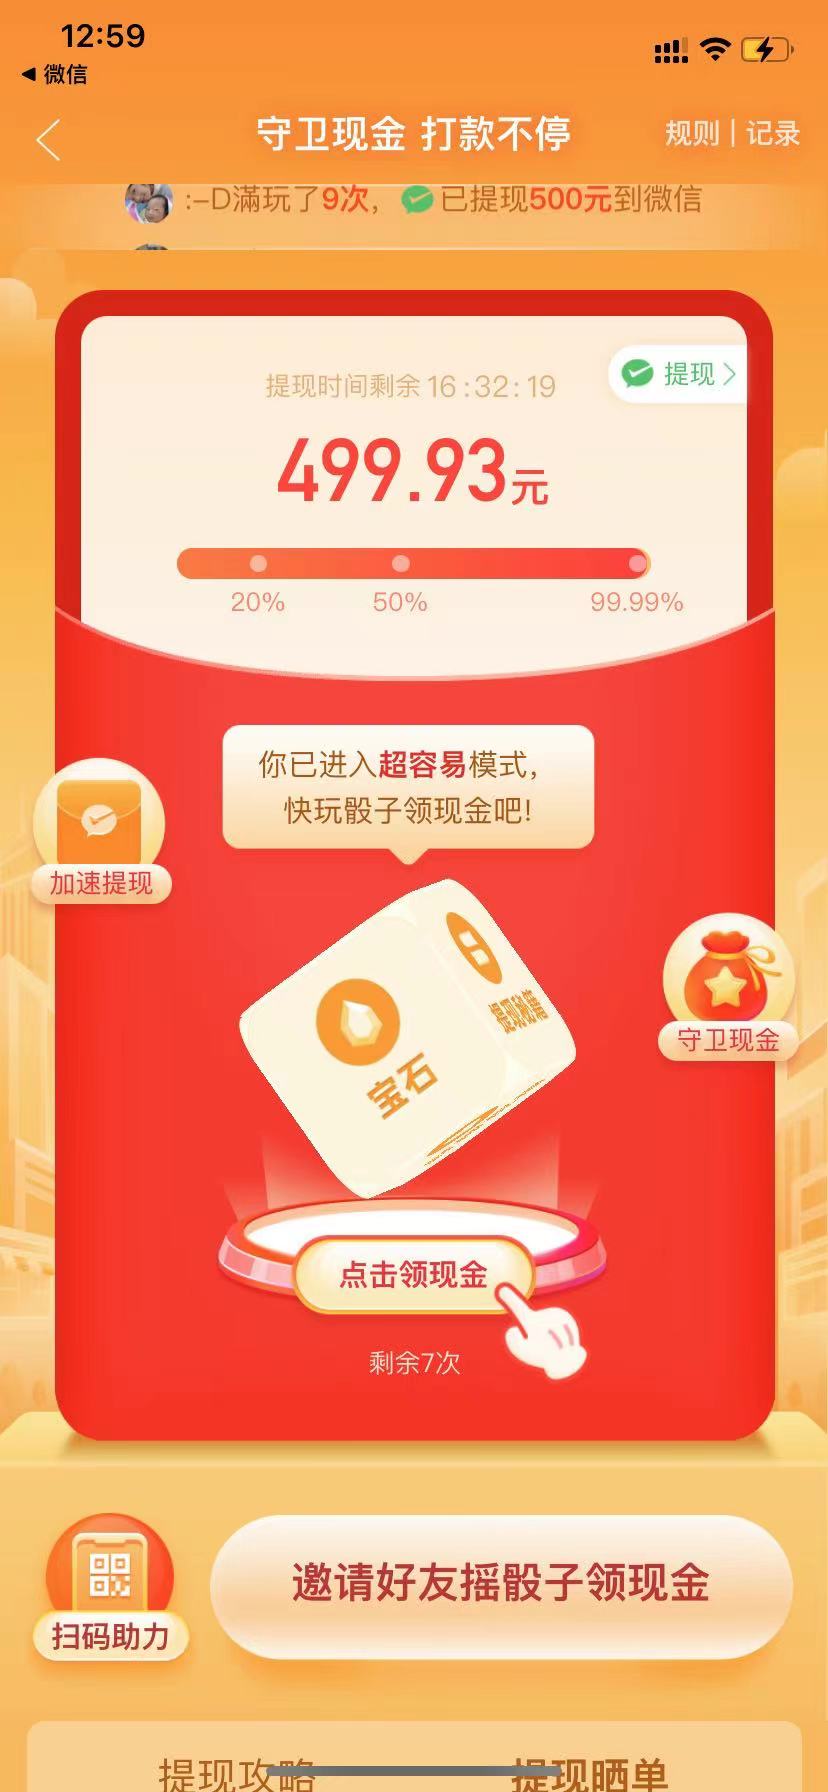 12:59
◀ 微信
守卫现金 打款不停
规则 | 记录
:-D滿玩了9次, 已提现500元到微信
提现时间剩余 16:32:19
提现
499.93元
20%
50%
99.99%
你已进入超容易模式,
快玩骰子领现金吧!
加速提现
提现秘籍
宝石
守卫现金
点击领现金
剩余7次
邀请好友摇骰子领现金
扫码助力
提现攻略
提现晒单